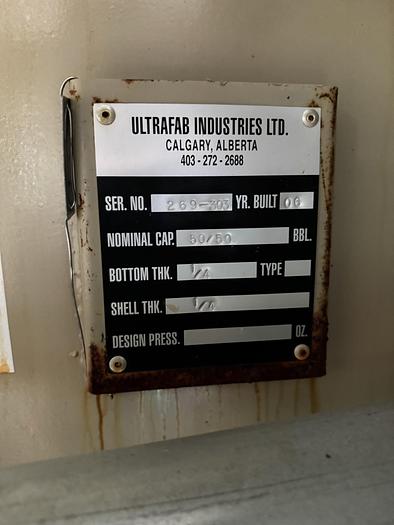 ULTRAFAB INDUSTRIES LTD.
CALGARY, ALBERTA
403-272-2688
SER. NO. 269-303 YR. BUILT 06
NOMINAL CAP. 50/50 BBL.
BOTTOM THK. 1/4 TYPE
SHELL THK. 1/4
DESIGN PRESS. OZ.